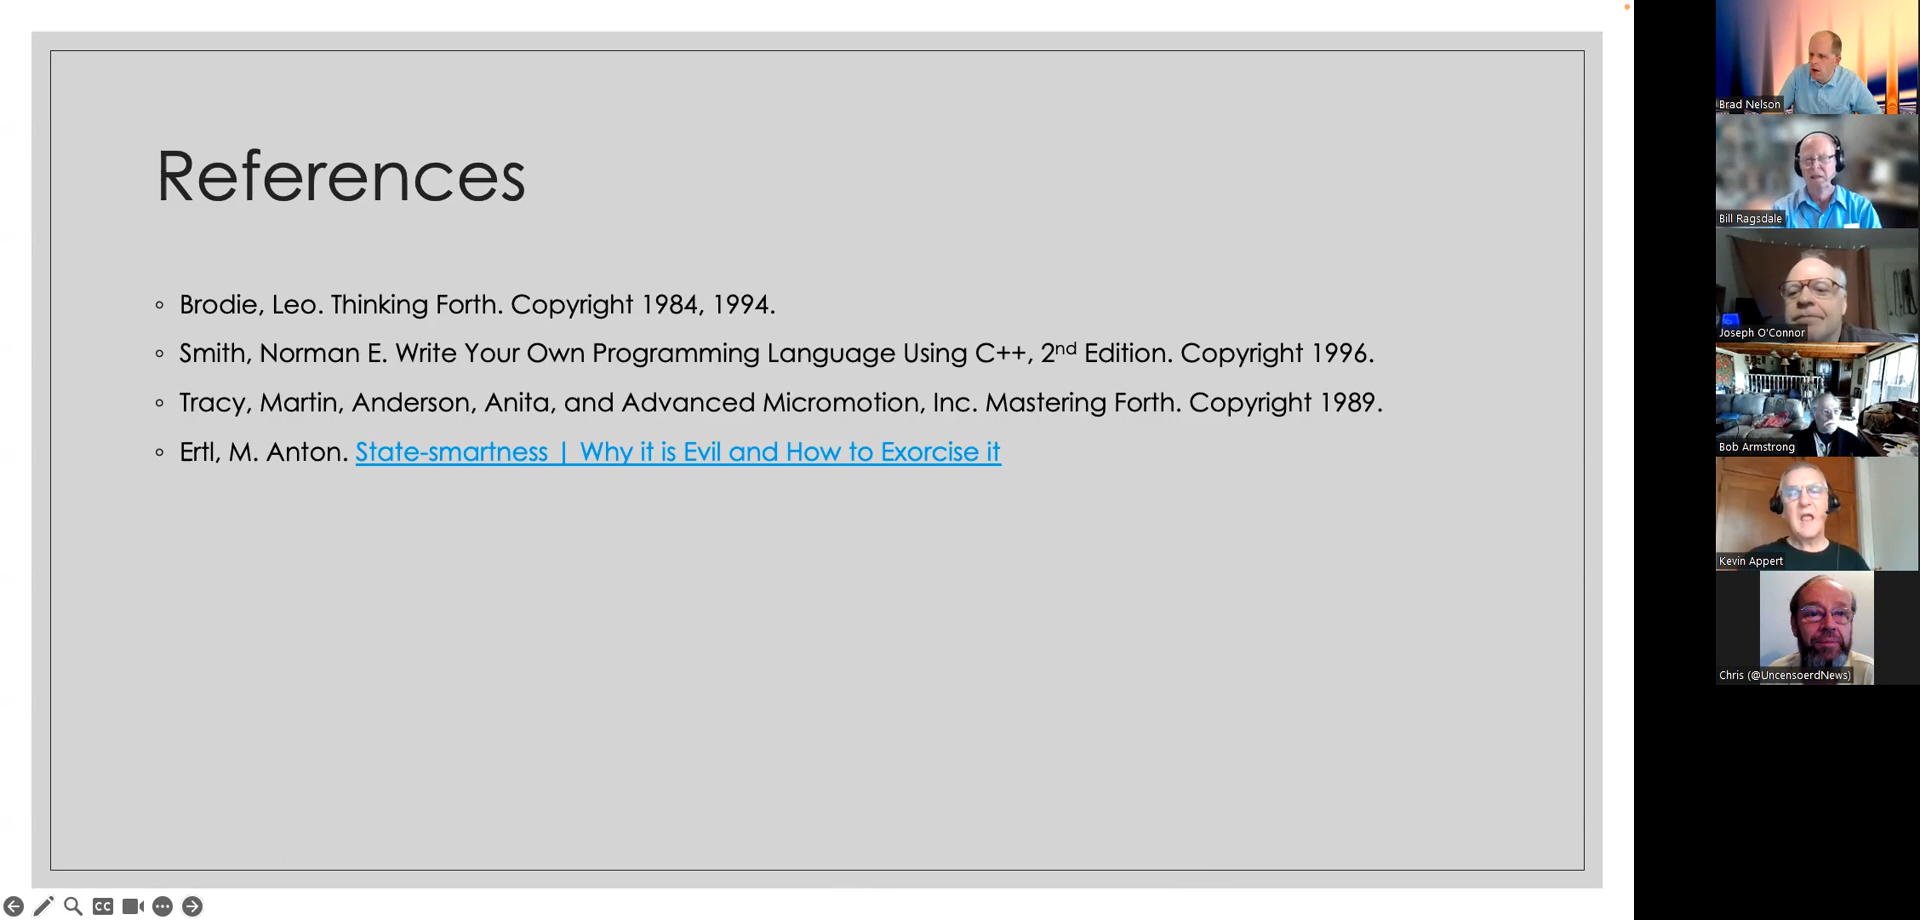 References
Brodie, Leo. Thinking Forth. Copyright 1984, 1994.
Smith, Norman E. Write Your Own Programming Language Using C++, 2nd Edition. Copyright 1996.
Tracy, Martin, Anderson, Anita, and Advanced Micromotion, Inc. Mastering Forth. Copyright 1989.
Ertl, M. Anton. State-smartness | Why it is Evil and How to Exorcise it
CC
Brad Nelson
Bill Ragsdale
Joseph O'Connor
Bob Armstrong
Kevin Appert
Chris (@UncensoerdNews)